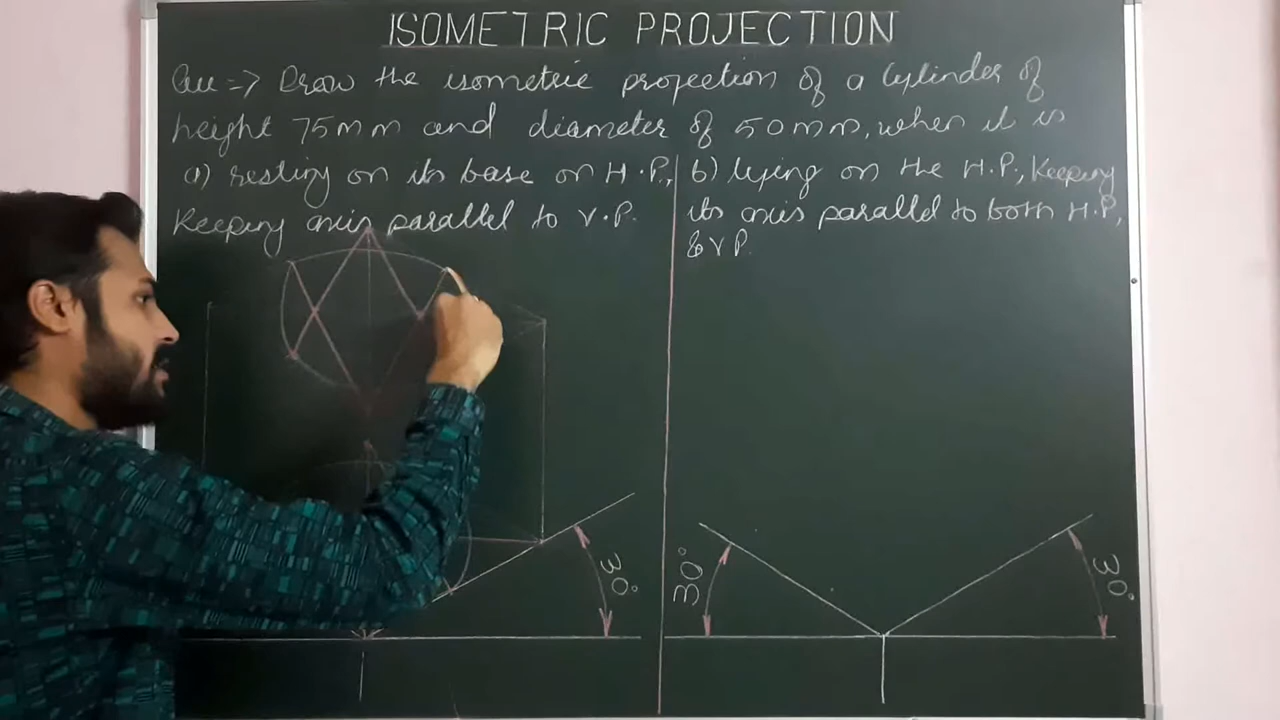 ISOMETRIC PROJECTION
Que => Draw the isometric projection of a Cylinder of
height 75mm and diameter of 50mm, when it is
a) resting on its base on H.P.,
Keeping axis parallel to V.P.
b) lying on the H.P., Keeping
its axis parallel to both H.P,
& V P.
30°
30°
30°